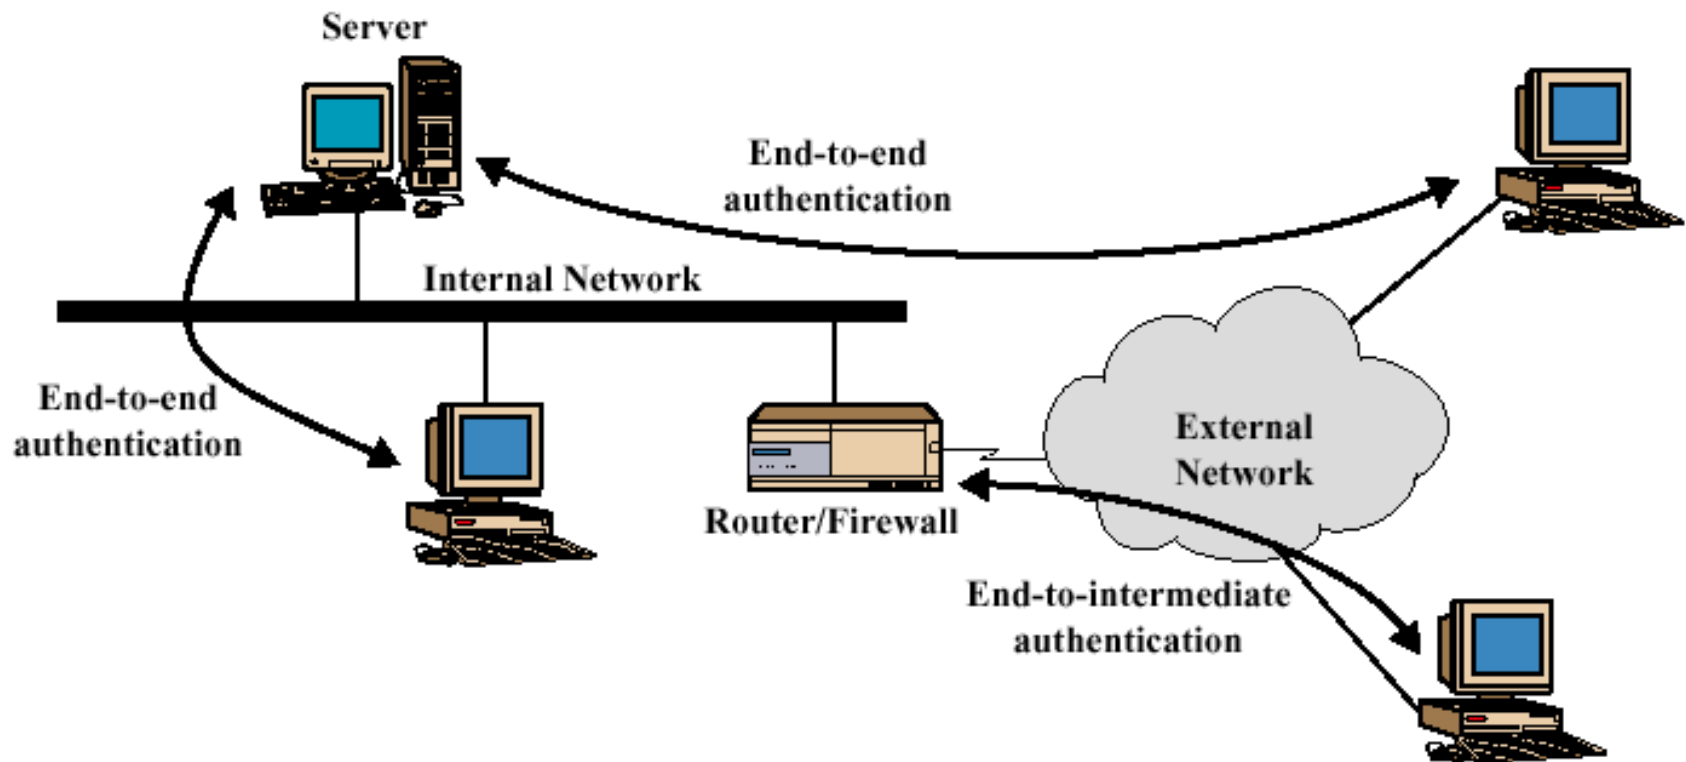 Server
End-to-end
authentication
Internal Network
End-to-end
authentication
External
Network
Router/Firewall
End-to-intermediate
authentication